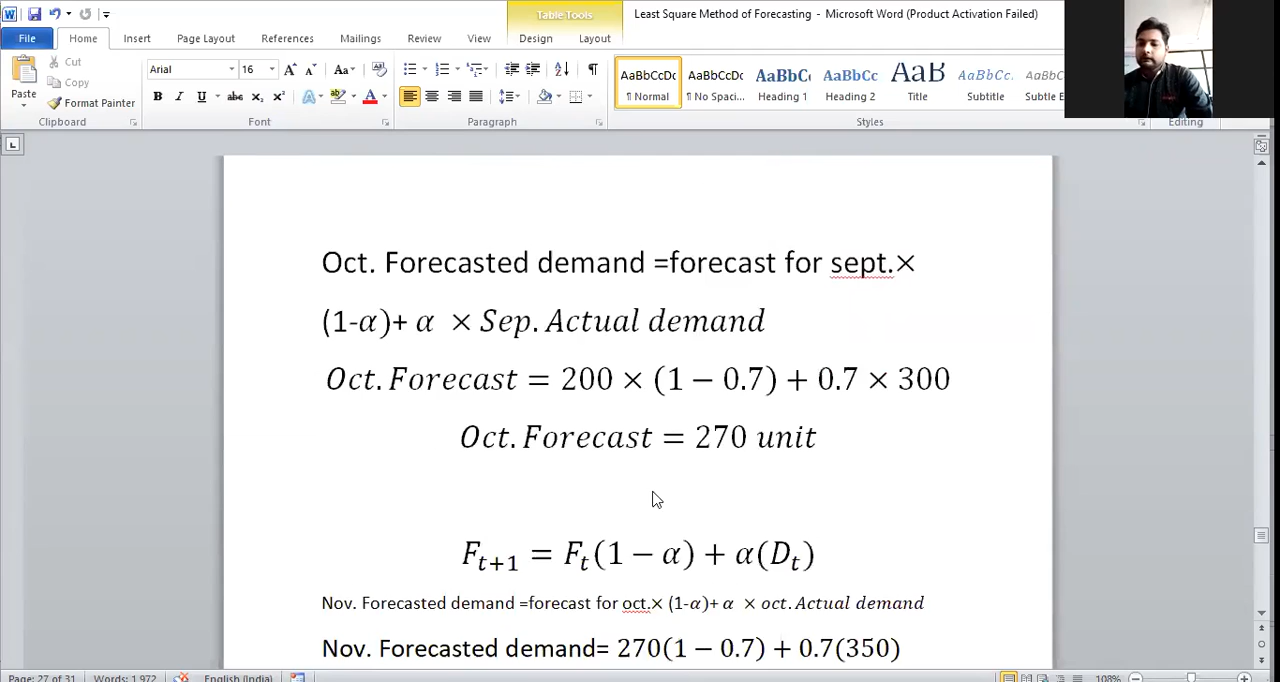 Table Tools
Least Square Method of Forecasting - Microsoft Word (Product Activation Failed)
File Home Insert Page Layout References Mailings Review View Design Layout
Paste
Cut
Copy
Format Painter
Clipboard
Arial 16
Font
Paragraph
AaBbCcDc AaBbCcDc AaBbC AaBbCc AaB AaBbCc. AaBbC
¶ Normal ¶ No Spaci... Heading 1 Heading 2 Title Subtitle Subtle E
Styles
Editing
Oct. Forecasted demand =forecast for sept.×
(1-α)+ α × Sep. Actual demand
Oct. Forecast = 200 × (1 − 0.7) + 0.7 × 300
Oct. Forecast = 270 unit
Fₜ₊₁ = Fₜ(1 − α) + α(Dₜ)
Nov. Forecasted demand =forecast for oct.× (1-α)+ α × oct. Actual demand
Nov. Forecasted demand= 270(1 − 0.7) + 0.7(350)
Page: 27 of 31 Words: 1,972 English (India) 108%